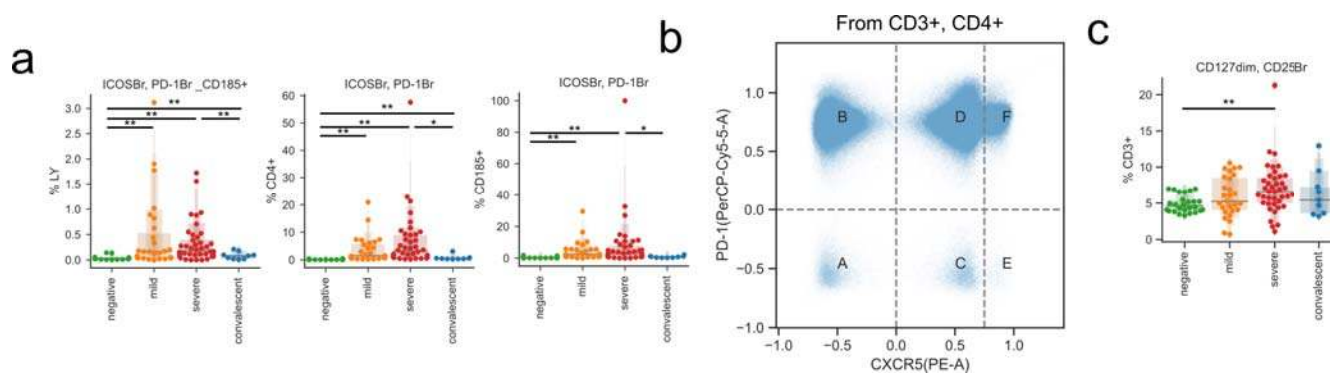 a
ICOSBr, PD-1Br _CD185+
% LY
3.0
2.5
2.0
1.5
1.0
0.5
0.0
**
**
**
**
negative
mild
severe
convalescent
ICOSBr, PD-1Br
% CD4+
60
50
40
30
20
10
0
**
**
*
**
negative
mild
severe
convalescent
ICOSBr, PD-1Br
% CD185+
100
80
60
40
20
0
**
*
**
negative
mild
severe
convalescent
b
From CD3+, CD4+
PD-1(PerCP-Cy5-5-A)
1.0
0.5
0.0
−0.5
−1.0
B
D
F
A
C
E
−1.0
−0.5
0.0
0.5
1.0
CXCR5(PE-A)
c
CD127dim, CD25Br
% CD3+
20
15
10
5
0
**
negative
mild
severe
convalescent